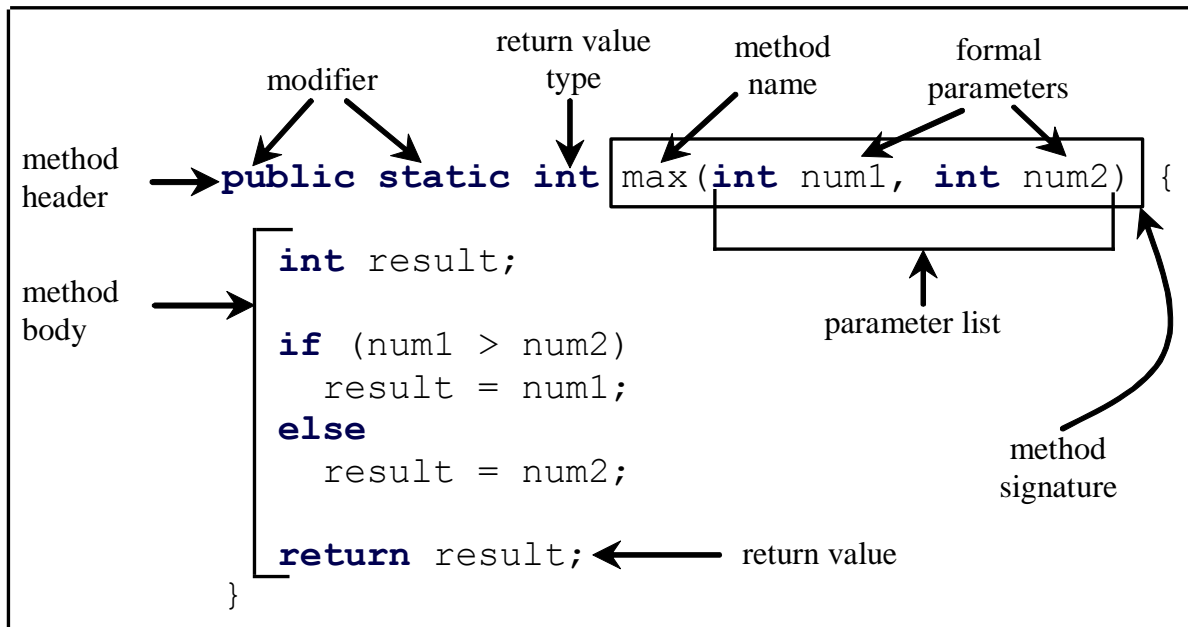 return value
type
method
name
formal
parameters
modifier
method
header
public static int max(int num1, int num2) {
method
body
int result;
parameter list
if (num1 > num2)
result = num1;
else
result = num2;
method
signature
return result;
return value
}